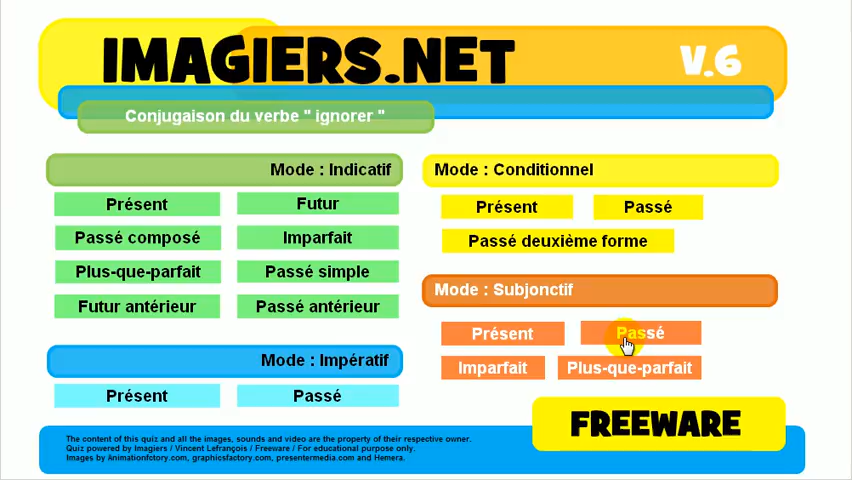 IMAGIERS.NET
V.6
Conjugaison du verbe " ignorer "
Mode : Indicatif
Présent
Futur
Passé composé
Imparfait
Plus-que-parfait
Passé simple
Futur antérieur
Passé antérieur
Mode : Impératif
Présent
Passé
Mode : Conditionnel
Présent
Passé
Passé deuxième forme
Mode : Subjonctif
Présent
Passé
Imparfait
Plus-que-parfait
FREEWARE
The content of this quiz and all the images, sounds and video are the property of their respective owner.
Quiz powered by Imagiers / Vincent Lefrançois / Freeware / For educational purpose only.
Images by Animationfctory.com, graphicsfactory.com, presentermedia.com and Hemera.